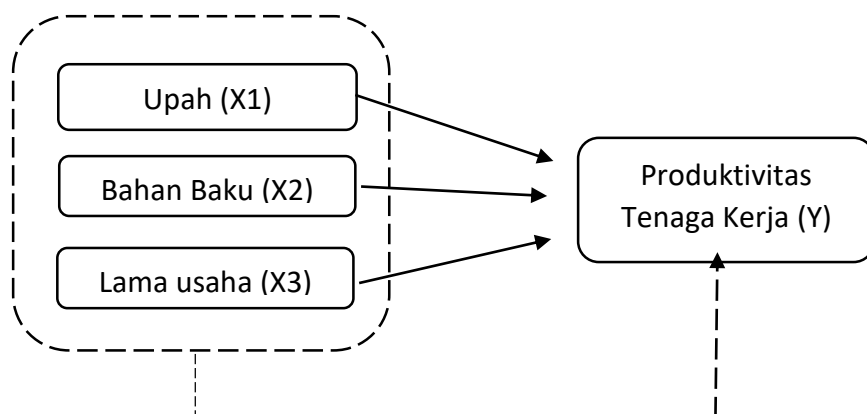 Upah (X1)
Bahan Baku (X2)
Lama usaha (X3)
Produktivitas
Tenaga Kerja (Y)